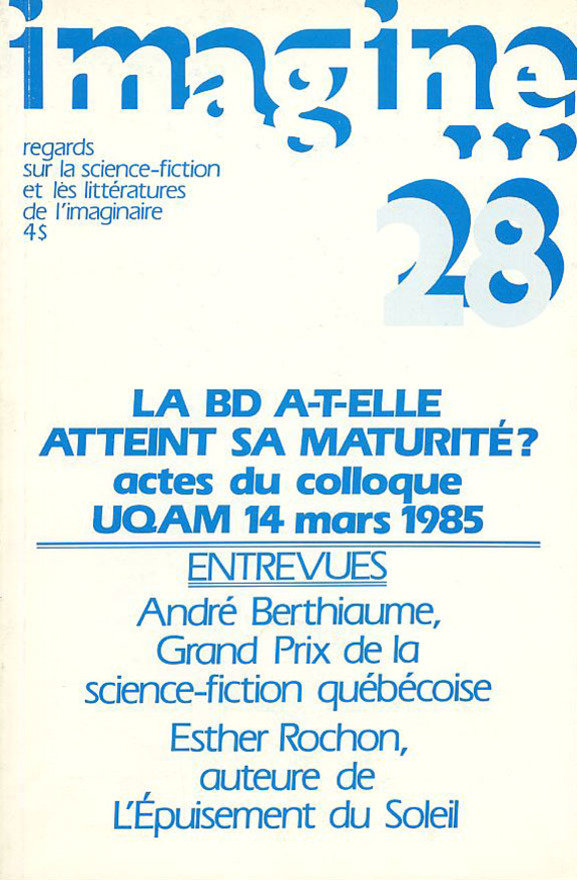 imagine...
regards
sur la science-fiction
et les littératures
de l'imaginaire
4$
28
LA BD A-T-ELLE
ATTEINT SA MATURITÉ?
actes du colloque
UQAM 14 mars 1985
ENTREVUES
André Berthiaume,
Grand Prix de la
science-fiction québécoise
Esther Rochon,
auteure de
L'Épuisement du Soleil